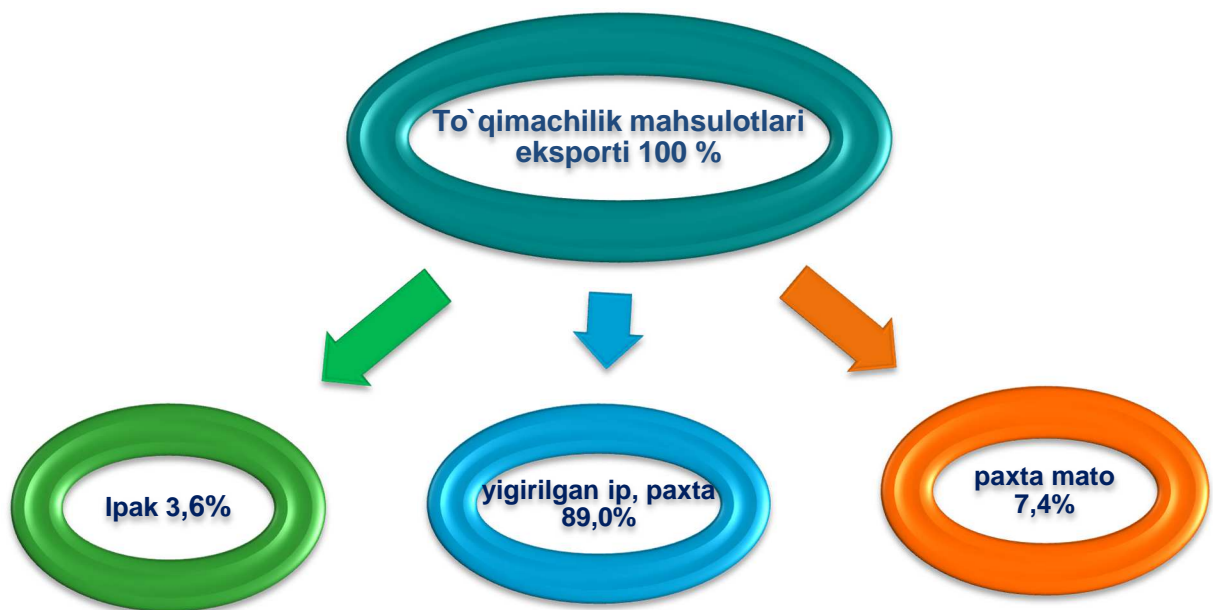 To`qimachilik mahsulotlari
eksporti 100 %
Ipak 3,6%
yigirilgan ip, paxta
89,0%
paxta mato
7,4%